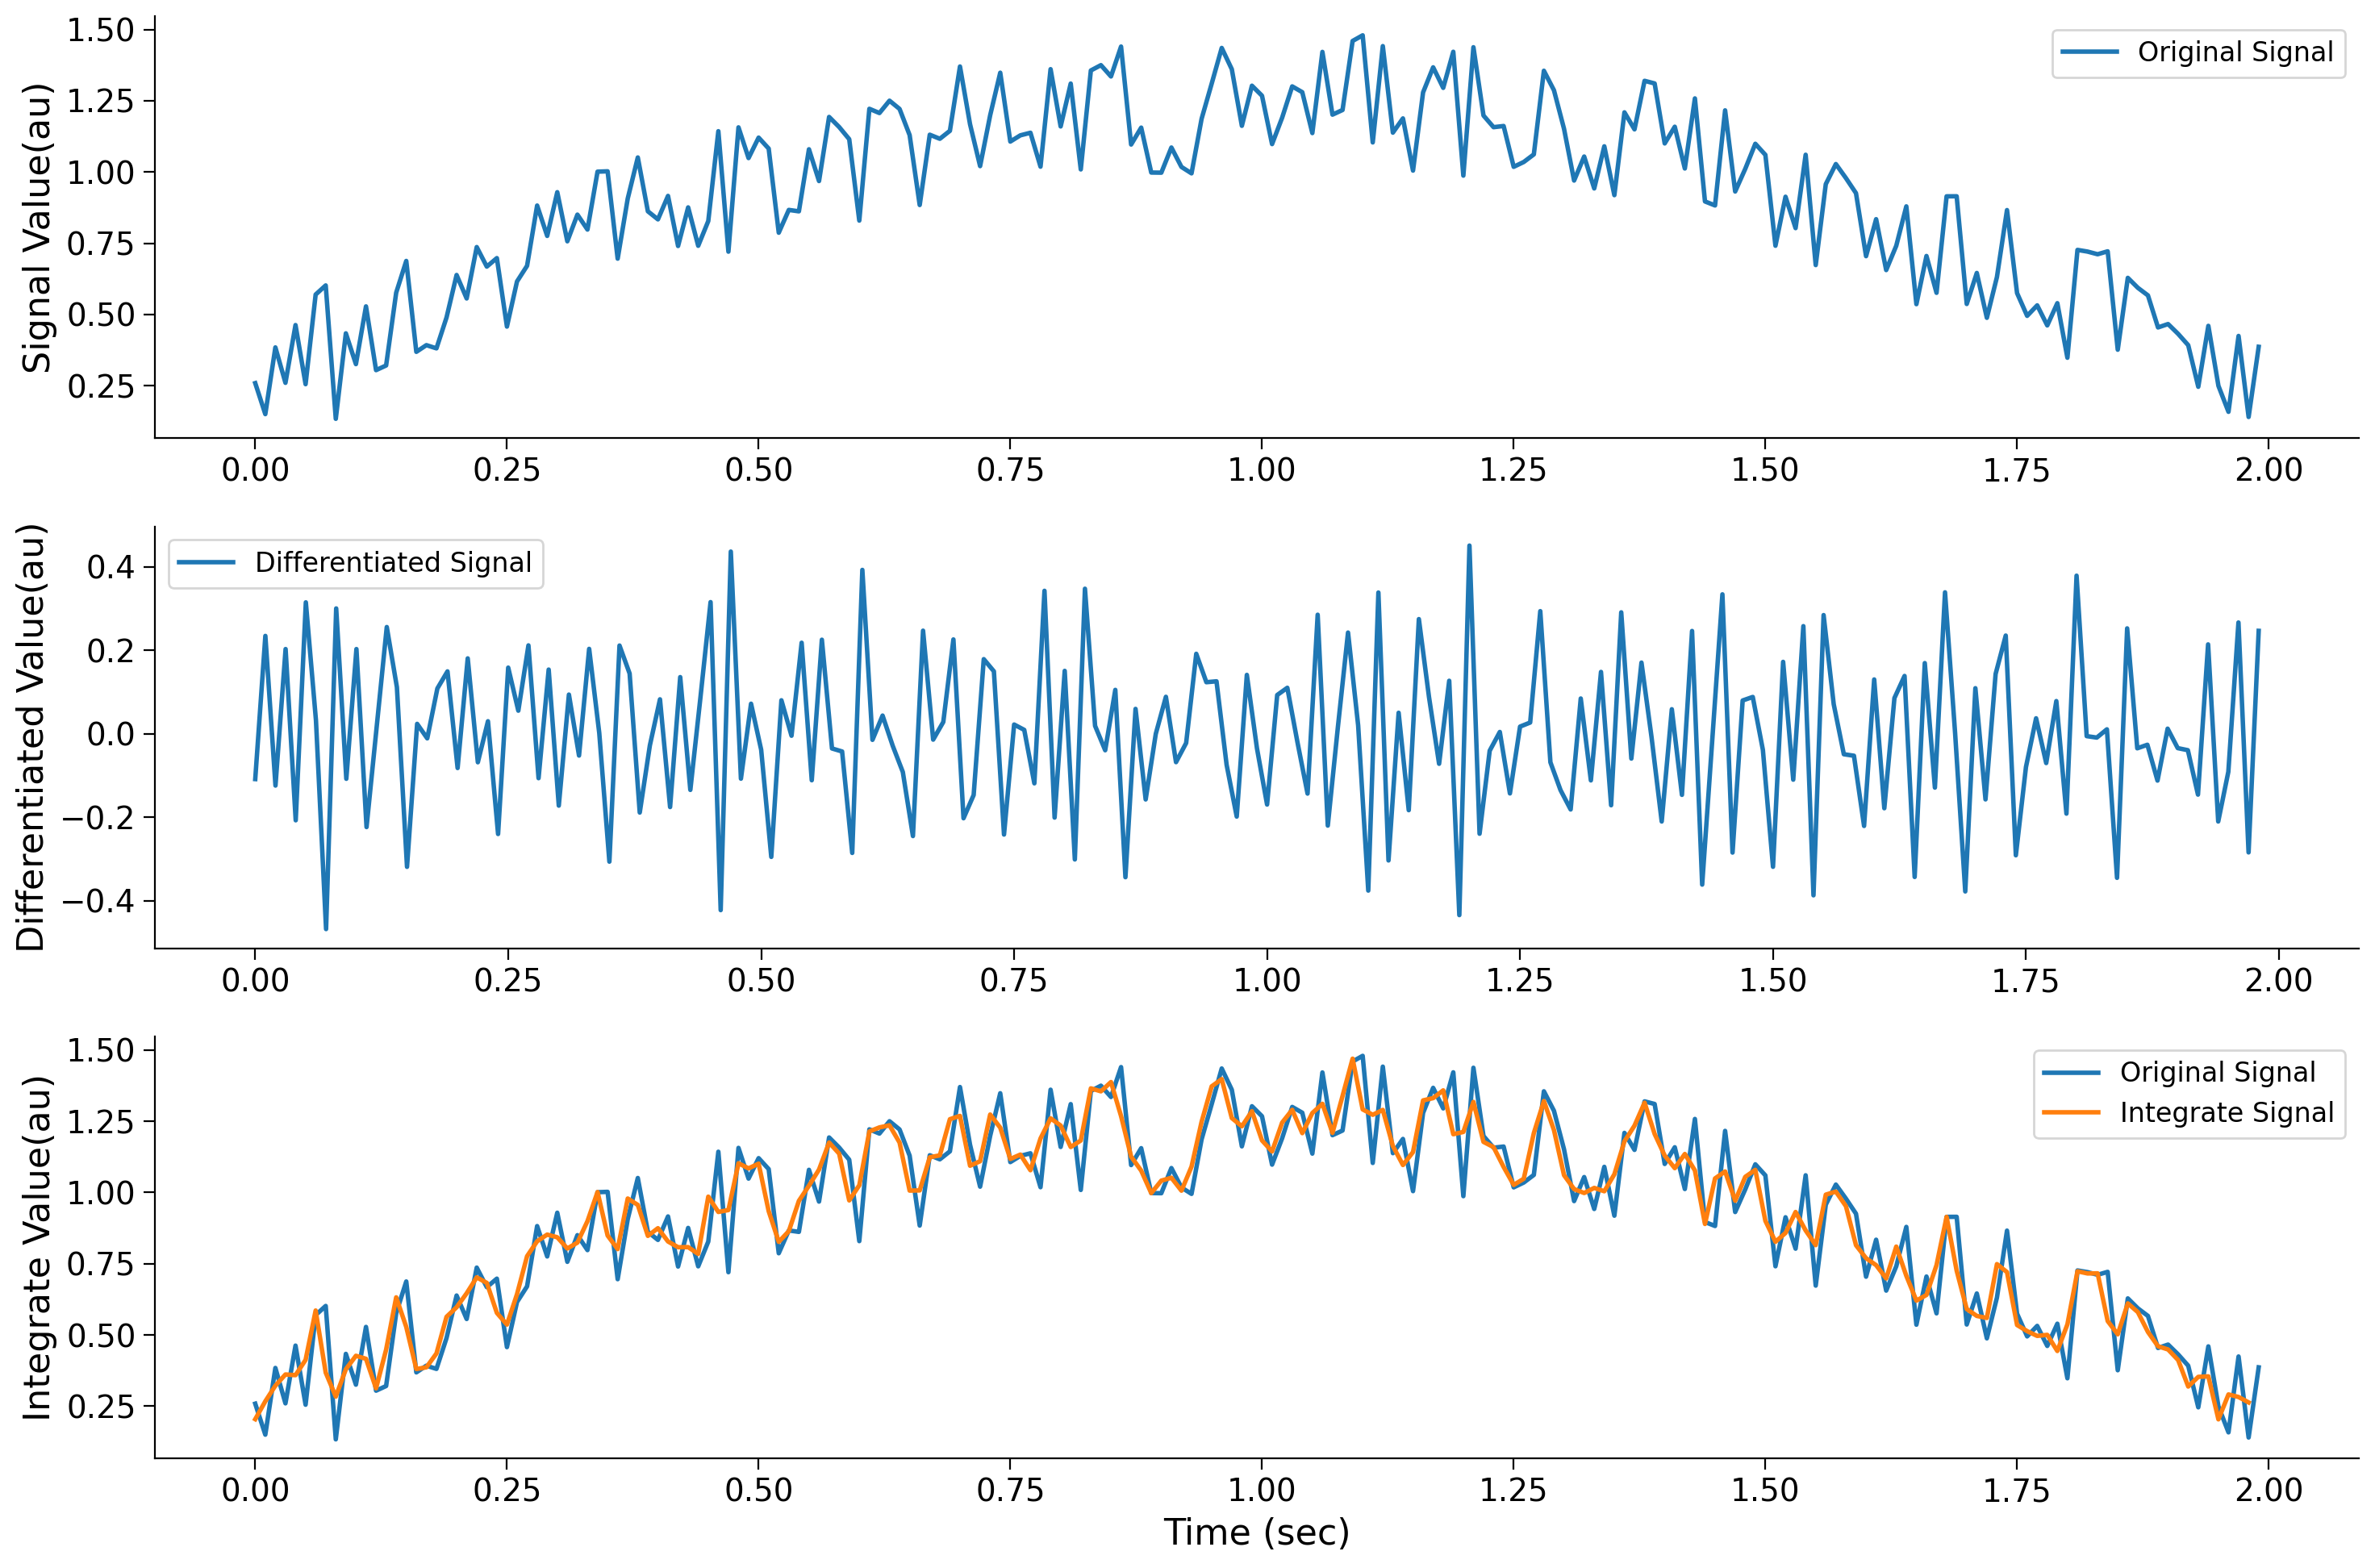 Signal Value(au)
1.50
1.25
1.00
0.75
0.50
0.25
Original Signal
0.00 0.25 0.50 0.75 1.00 1.25 1.50 1.75 2.00
Differentiated Value(au)
0.4
0.2
0.0
−0.2
−0.4
Differentiated Signal
0.00 0.25 0.50 0.75 1.00 1.25 1.50 1.75 2.00
Integrate Value(au)
1.50
1.25
1.00
0.75
0.50
0.25
Original Signal
Integrate Signal
0.00 0.25 0.50 0.75 1.00 1.25 1.50 1.75 2.00
Time (sec)